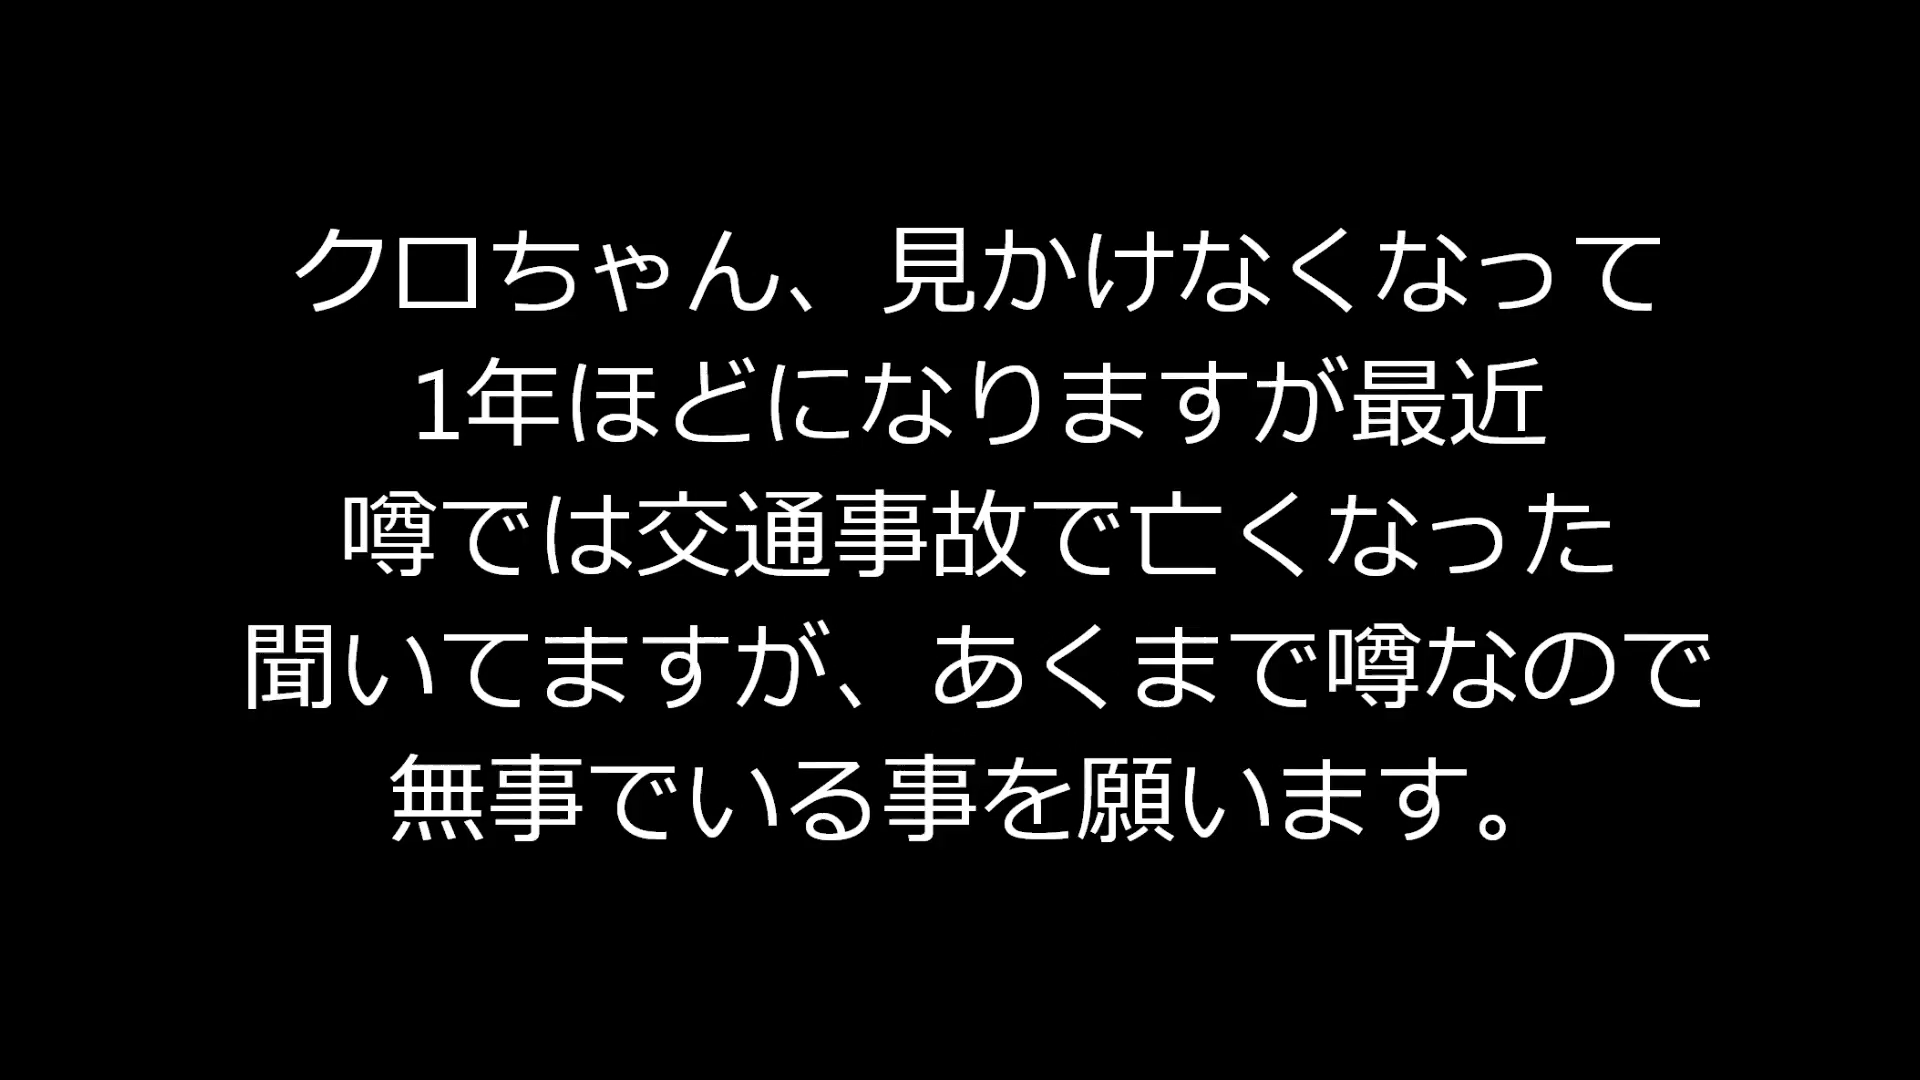 クロちゃん、見かけなくなって
1年ほどになりますが最近
噂では交通事故で亡くなった
聞いてますが、あくまで噂なので
無事でいる事を願います。